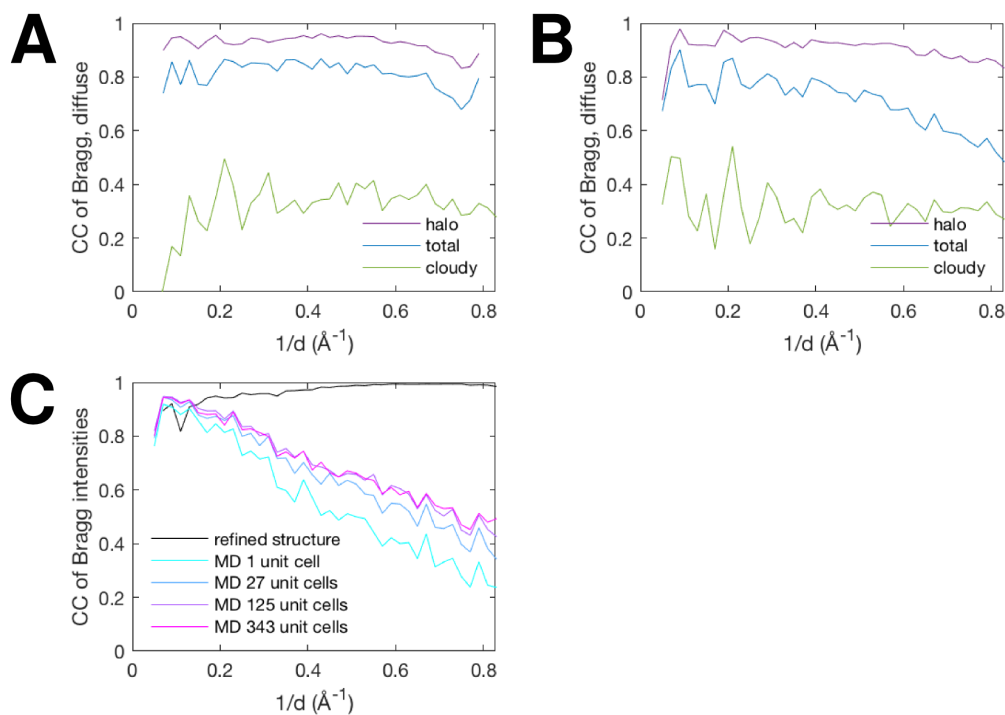 A
CC of Bragg, diffuse
1
0.8
0.6
0.4
0.2
0
halo
total
cloudy
0 0.2 0.4 0.6 0.8
1/d (Å⁻¹)
B
CC of Bragg, diffuse
1
0.8
0.6
0.4
0.2
0
halo
total
cloudy
0 0.2 0.4 0.6 0.8
1/d (Å⁻¹)
C
CC of Bragg intensities
1
0.8
0.6
0.4
0.2
0
refined structure
MD 1 unit cell
MD 27 unit cells
MD 125 unit cells
MD 343 unit cells
0 0.2 0.4 0.6 0.8
1/d (Å⁻¹)